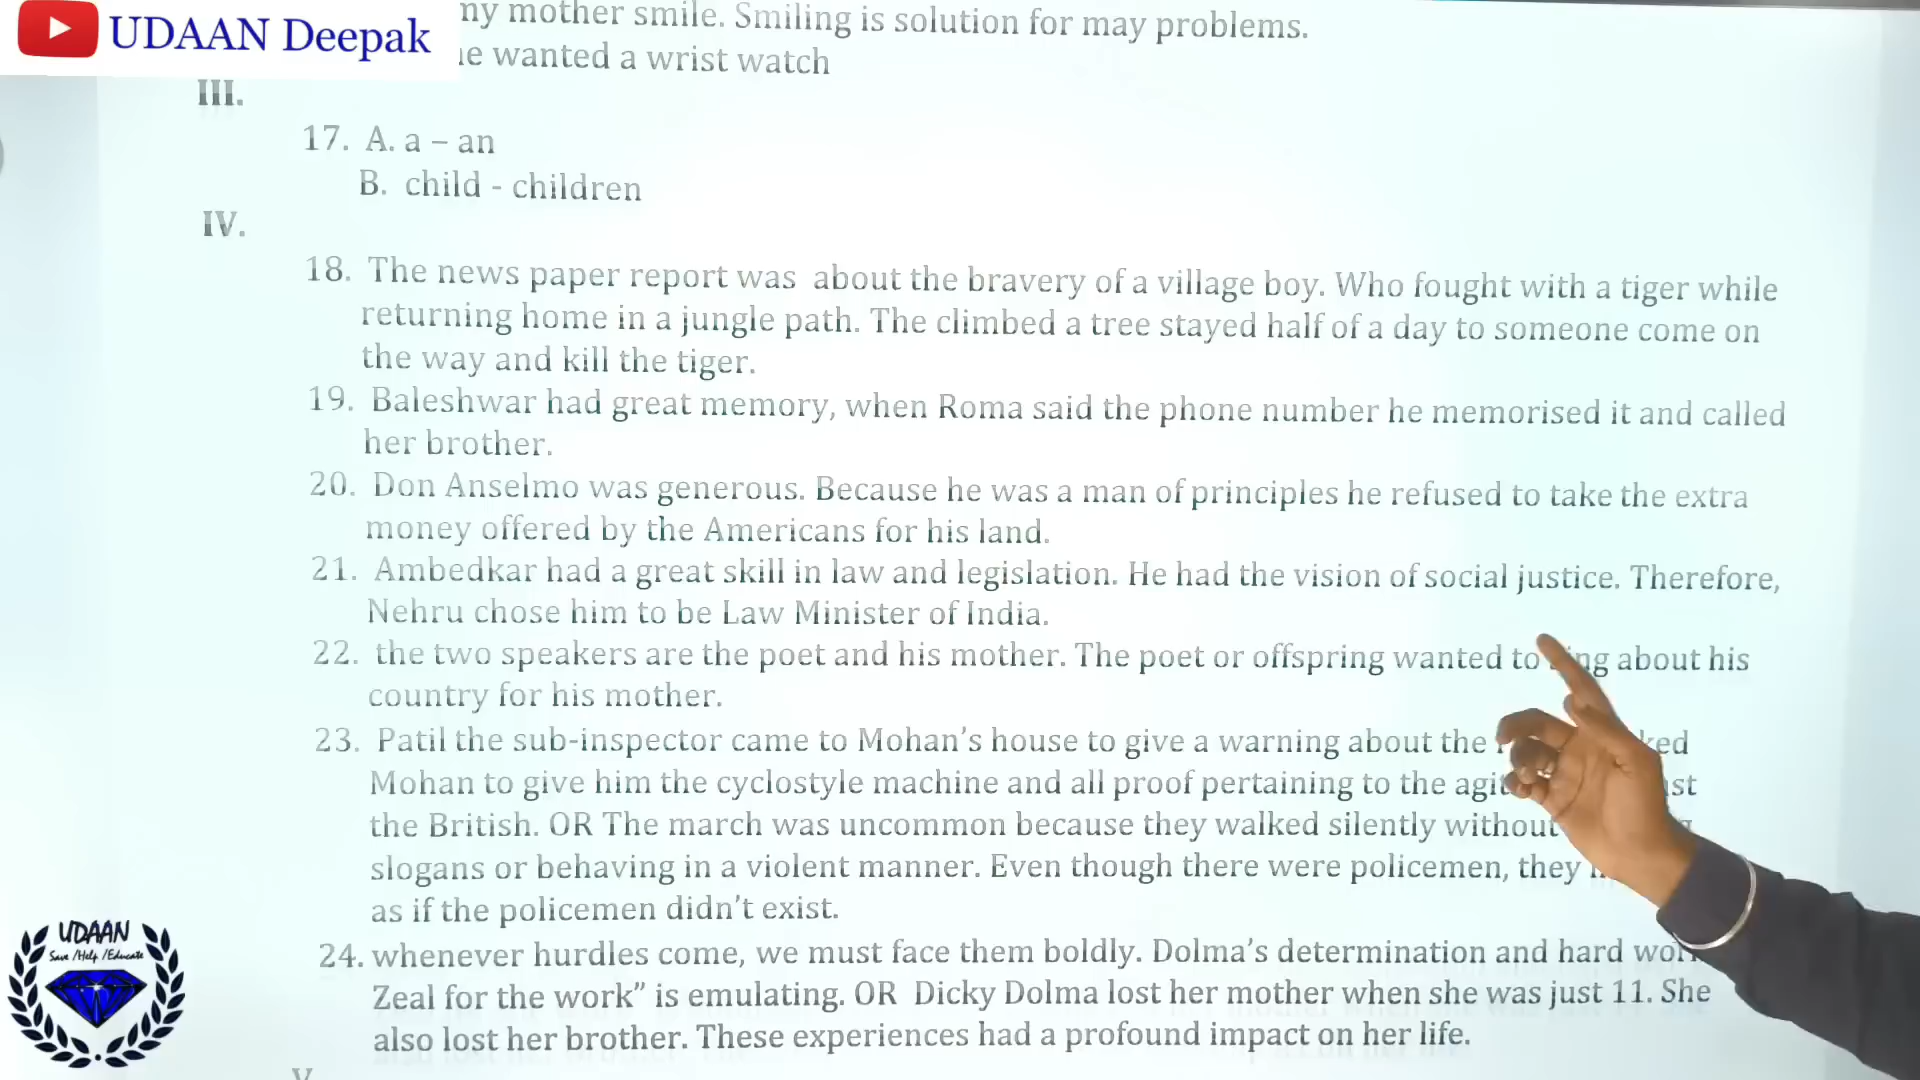 UDAAN Deepak
my mother smile. Smiling is solution for may problems.
he wanted a wrist watch
III.
17. A. a – an
B. child - children
IV.
18. The news paper report was about the bravery of a village boy. Who fought with a tiger while
returning home in a jungle path. The climbed a tree stayed half of a day to someone come on
the way and kill the tiger.
19. Baleshwar had great memory, when Roma said the phone number he memorised it and called
her brother.
20. Don Anselmo was generous. Because he was a man of principles he refused to take the extra
money offered by the Americans for his land.
21. Ambedkar had a great skill in law and legislation. He had the vision of social justice. Therefore,
Nehru chose him to be Law Minister of India.
22. the two speakers are the poet and his mother. The poet or offspring wanted to about his
country for his mother.
23. Patil the sub-inspector came to Mohan's house to give a warning about the
Mohan to give him the cyclostyle machine and all proof pertaining to the
the British. OR The march was uncommon because they walked silently without
slogans or behaving in a violent manner. Even though there were policemen, they
as if the policemen didn't exist.
24. whenever hurdles come, we must face them boldly. Dolma's determination and hard
Zeal for the work" is emulating. OR Dicky Dolma lost her mother when she was just 11. She
also lost her brother. These experiences had a profound impact on her life.
V
UDAAN
Save /Help /Educate